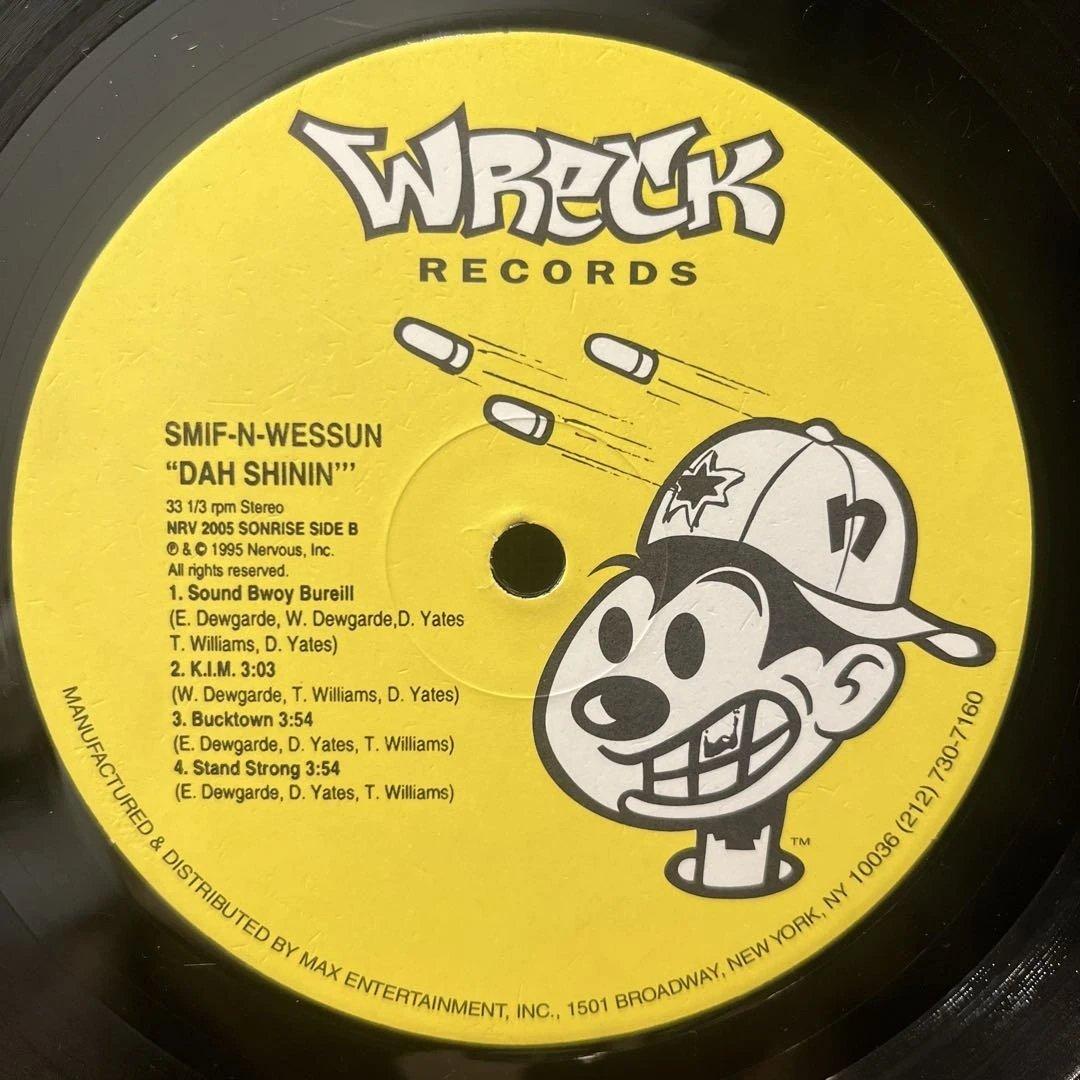 WRECK
RECORDS
SMIF-N-WESSUN
“DAH SHININ’”
33 1/3 rpm Stereo
NRV 2005 SONRISE SIDE B
℗ & © 1995 Nervous, Inc.
All rights reserved.
1. Sound Bwoy Bureill
(E. Dewgarde, W. Dewgarde,D. Yates
T. Williams, D. Yates)
2. K.I.M. 3:03
(W. Dewgarde, T. Williams, D. Yates)
3. Bucktown 3:54
(E. Dewgarde, D. Yates, T. Williams)
4. Stand Strong 3:54
(E. Dewgarde, D. Yates, T. Williams)
n
TM
MANUFACTURED & DISTRIBUTED BY MAX ENTERTAINMENT, INC., 1501 BROADWAY, NEW YORK, NY 10036 (212) 730-7160